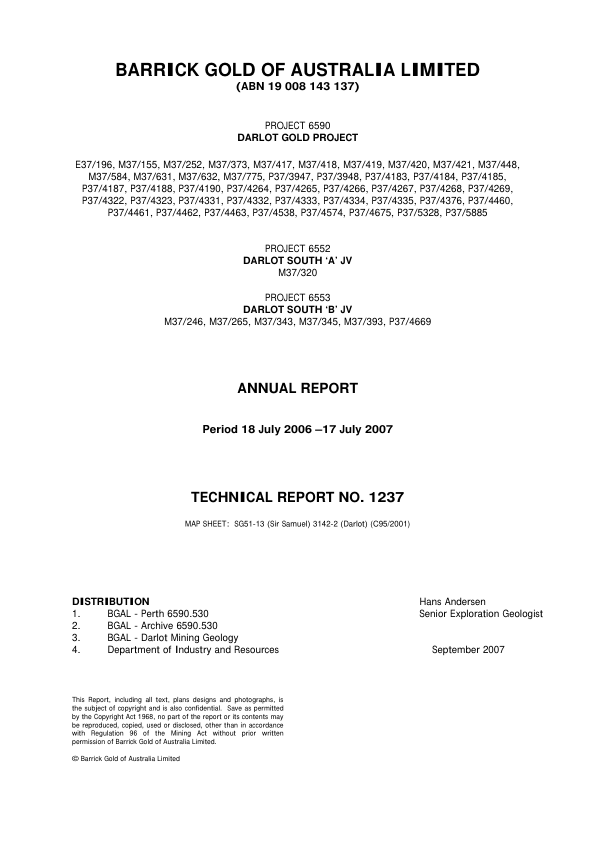 BARRICK GOLD OF AUSTRALIA LIMITED
(ABN 19 008 143 137)
PROJECT 6590
DARLOT GOLD PROJECT
E37/196, M37/155, M37/252, M37/373, M37/417, M37/418, M37/419, M37/420, M37/421, M37/448,
M37/584, M37/631, M37/632, M37/775, P37/3947, P37/3948, P37/4183, P37/4184, P37/4185,
P37/4187, P37/4188, P37/4190, P37/4264, P37/4265, P37/4266, P37/4267, P37/4268, P37/4269,
P37/4322, P37/4323, P37/4331, P37/4332, P37/4333, P37/4334, P37/4335, P37/4376, P37/4460,
P37/4461, P37/4462, P37/4463, P37/4538, P37/4574, P37/4675, P37/5328, P37/5885
PROJECT 6552
DARLOT SOUTH ‘A’ JV
M37/320
PROJECT 6553
DARLOT SOUTH ‘B’ JV
M37/246, M37/265, M37/343, M37/345, M37/393, P37/4669
ANNUAL REPORT
Period 18 July 2006 –17 July 2007
TECHNICAL REPORT NO. 1237
MAP SHEET: SG51-13 (Sir Samuel) 3142-2 (Darlot) (C95/2001)
DISTRIBUTION
1. BGAL - Perth 6590.530
2. BGAL - Archive 6590.530
3. BGAL - Darlot Mining Geology
4. Department of Industry and Resources
Hans Andersen
Senior Exploration Geologist
September 2007
This Report, including all text, plans designs and photographs, is
the subject of copyright and is also confidential. Save as permitted
by the Copyright Act 1968, no part of the report or its contents may
be reproduced, copied, used or disclosed, other than in accordance
with Regulation 96 of the Mining Act without prior written
permission of Barrick Gold of Australia Limited.
© Barrick Gold of Australia Limited